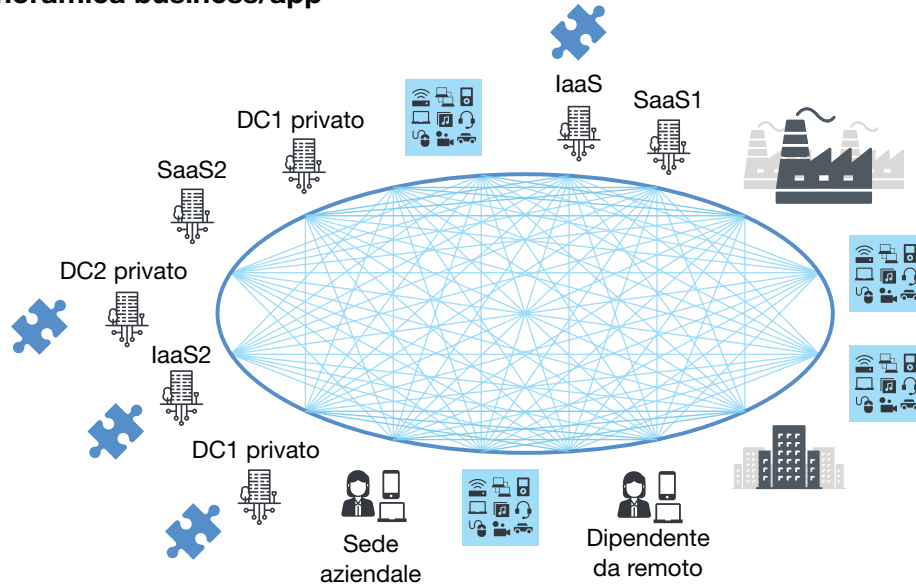 IaaS
SaaS1
DC1 privato
SaaS2
DC2 privato
IaaS2
DC1 privato
Sede
aziendale
Dipendente
da remoto